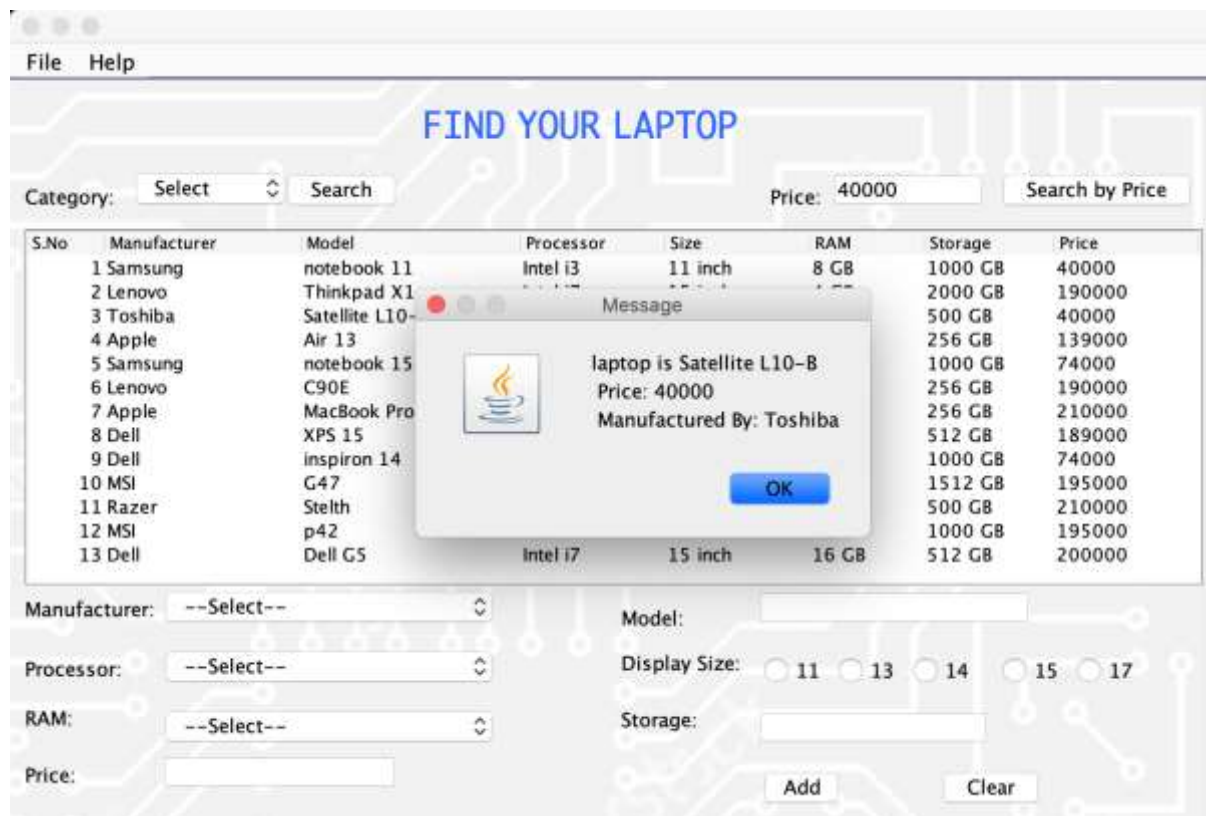 File Help
FIND YOUR LAPTOP
Category: Select Search Price: 40000 Search by Price
S.No Manufacturer Model Processor Size RAM Storage Price
1 Samsung notebook 11 Intel i3 11 inch 8 GB 1000 GB 40000
2 Lenovo Thinkpad X1 2000 GB 190000
3 Toshiba Satellite L10- 500 GB 40000
4 Apple Air 13 256 GB 139000
5 Samsung notebook 15 1000 GB 74000
6 Lenovo C90E 256 GB 190000
7 Apple MacBook Pro 256 GB 210000
8 Dell XPS 15 512 GB 189000
9 Dell inspiron 14 1000 GB 74000
10 MSI G47 1512 GB 195000
11 Razer Stelth 500 GB 210000
12 MSI p42 1000 GB 195000
13 Dell Dell G5 Intel i7 15 inch 16 GB 512 GB 200000
Message
laptop is Satellite L10-B
Price: 40000
Manufactured By: Toshiba
OK
Manufacturer: --Select-- Model:
Processor: --Select-- Display Size: 11 13 14 15 17
RAM: --Select-- Storage:
Price: Add Clear